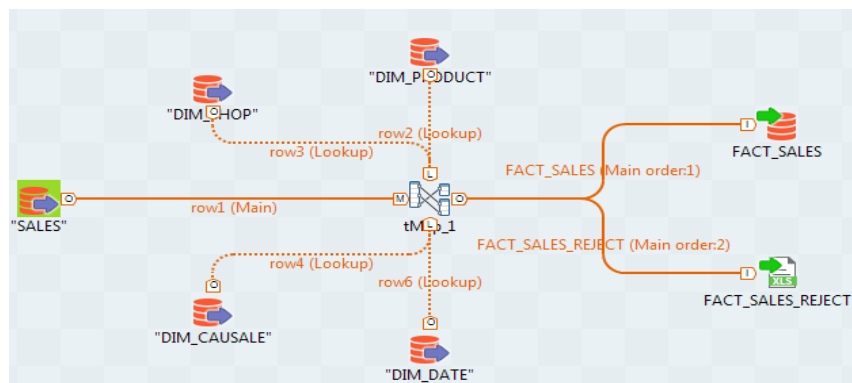 "DIM_PRODUCT"
"DIM_SHOP"
row2 (Lookup)
row3 (Lookup)
FACT_SALES
FACT_SALES (Main order:1)
row1 (Main)
"SALES"
tMap_1
FACT_SALES_REJECT (Main order:2)
row4 (Lookup)
row6 (Lookup)
XLS
FACT_SALES_REJECT
"DIM_CAUSALE"
"DIM_DATE"
O
O
L
I
O
M
O
L
I
O
O